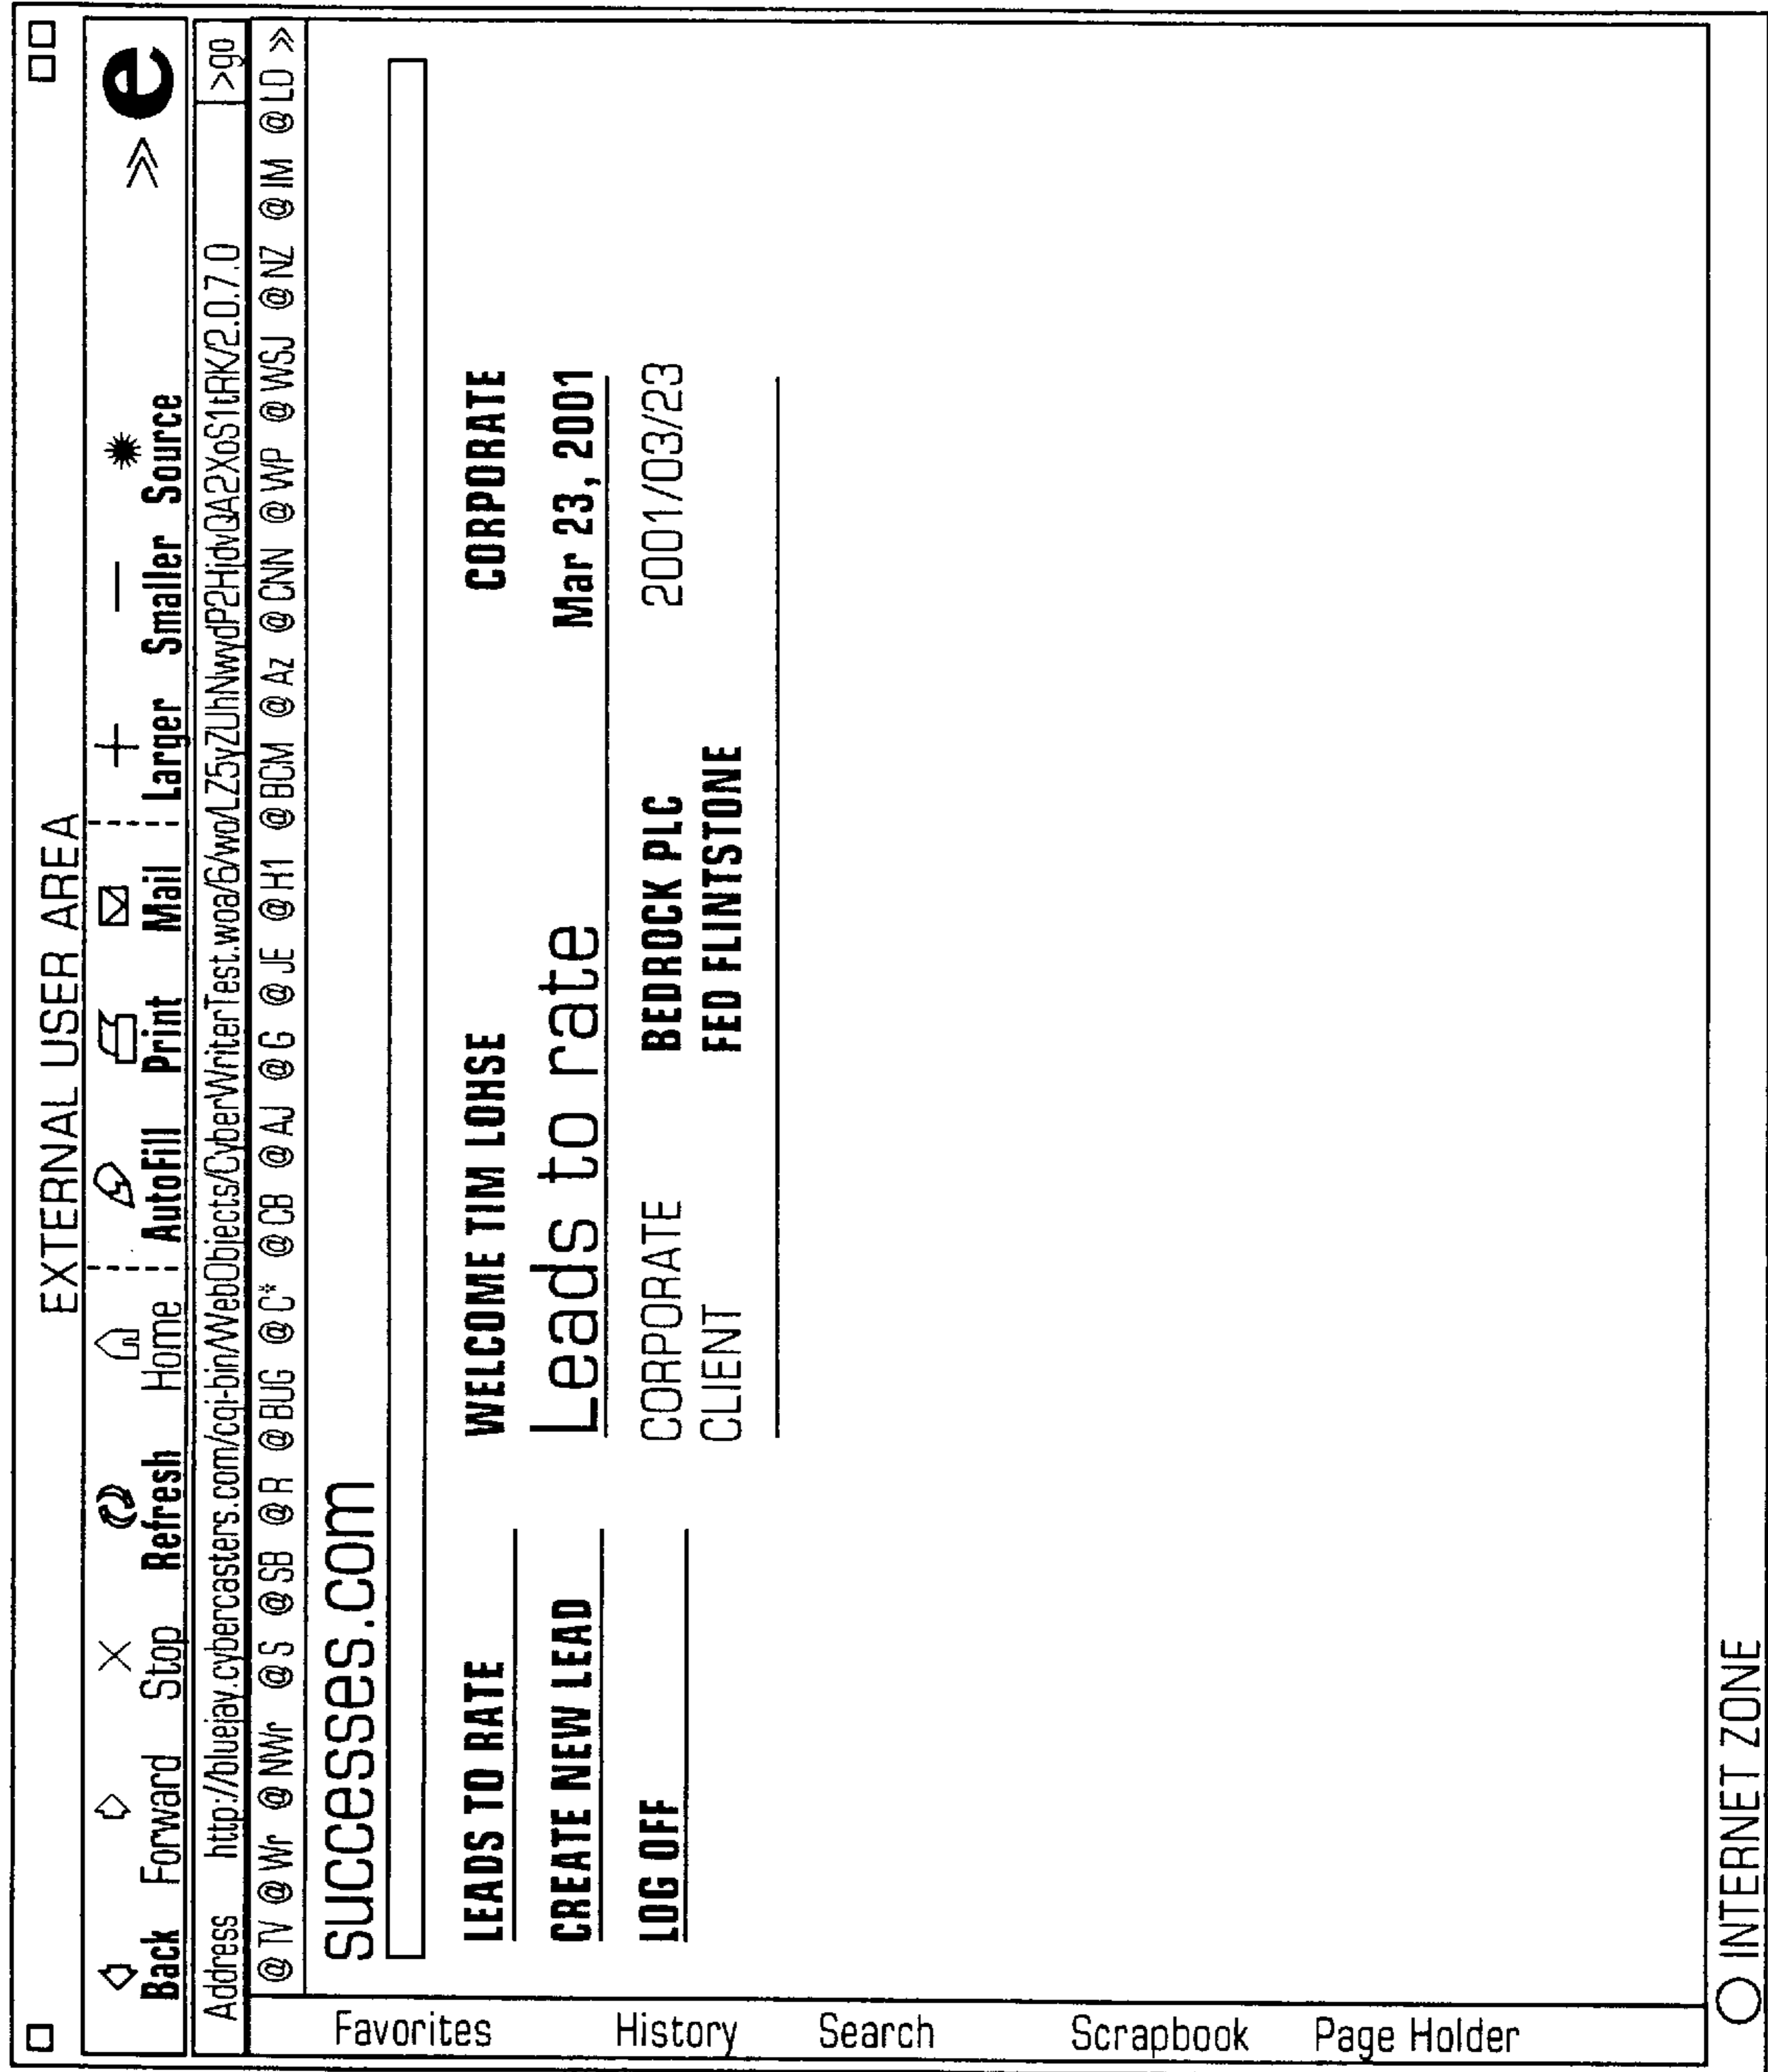 EXTERNAL USER AREA
Back Forward Stop Refresh Home AutoFill Print Mail Larger Smaller Source >> e
Address http://bluejay.cybercasters.com/cgi-bin/WebObjects/CyberWriterTest.woa/6/wo/LZ5yZUhNwydP2HjdvQA2XoS1tRK/2.0.7.0 >go
@TV @Wr @NWr @S @SB @R @BUG @C* @CB @AJ @G @JE @H1 @BCM @Az @CNN @WP @WSJ @NZ @IM @LD >>
Favorites
History
Search
Scrapbook
Page Holder
successes.com
LEADS TO RATE
CREATE NEW LEAD
LOG OFF
WELCOME TIM LOHSE CORPORATE
Leads to rate Mar 23, 2001
CORPORATE BEDROCK PLC 2001/03/23
CLIENT FED FLINTSTONE
INTERNET ZONE